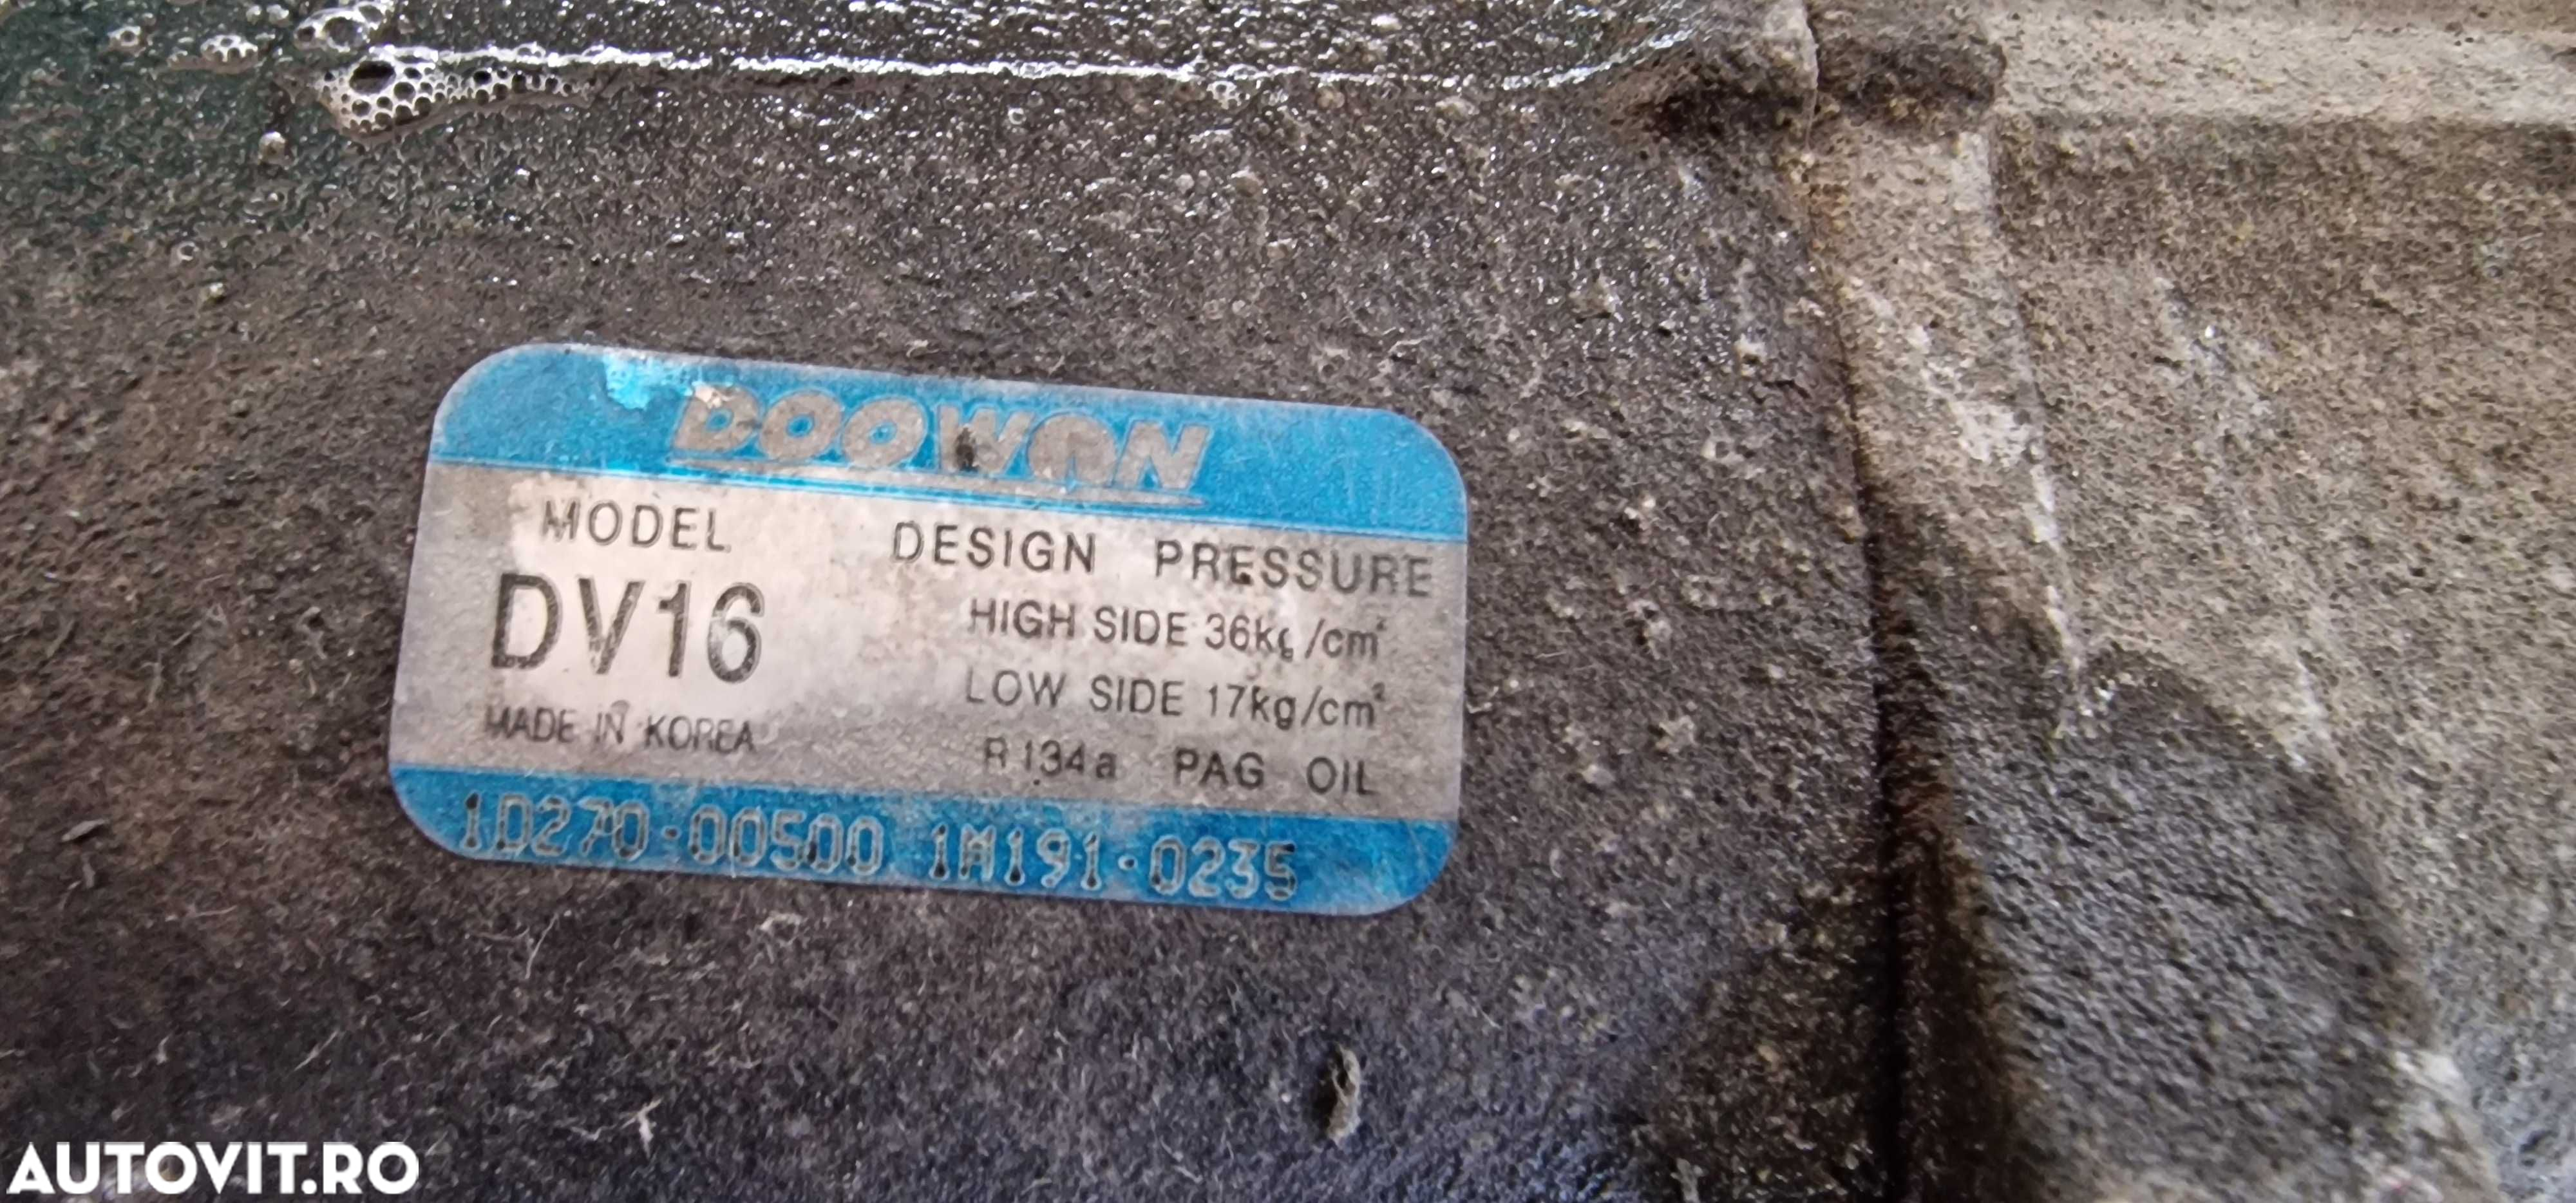 DOOWON
MODEL
DV16
MADE IN KOREA
DESIGN PRESSURE
HIGH SIDE 36kg/cm²
LOW SIDE 17kg/cm²
R134a PAG OIL
1D270-00500 1M191-0235
AUTOVIT.RO